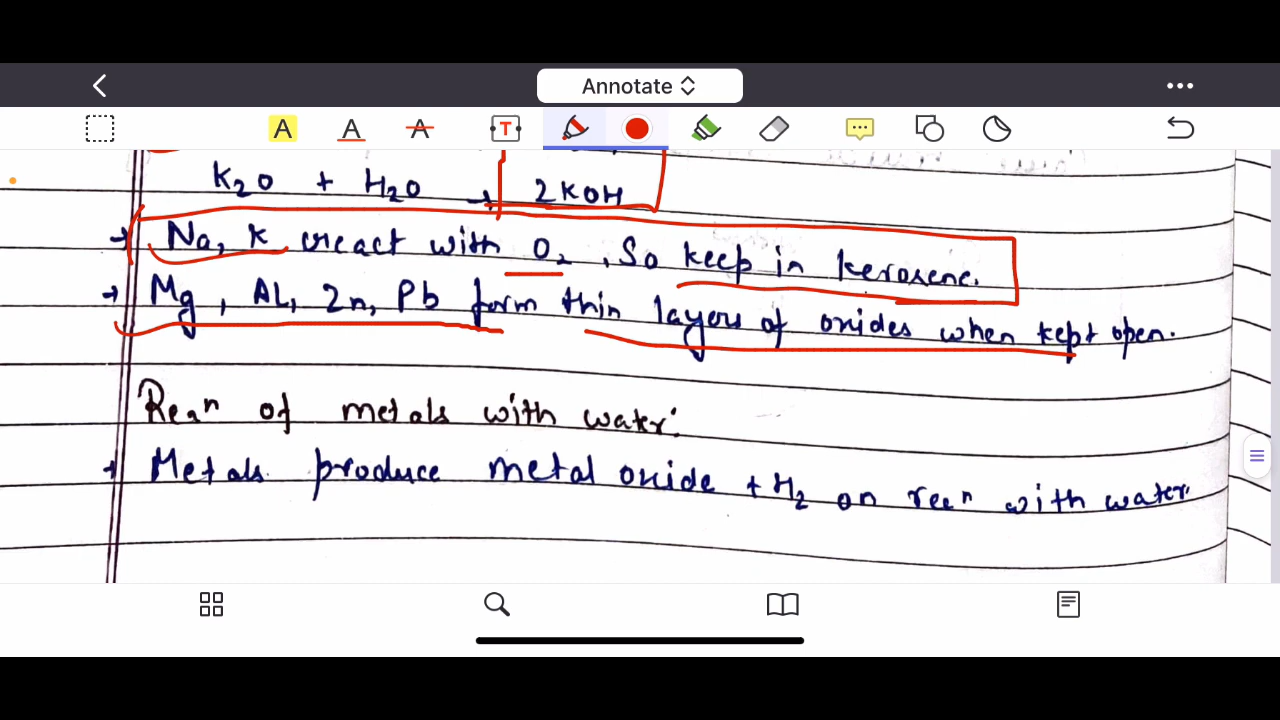 Annotate
A A A T
K2O + H2O → 2KOH
→ Na, K react with O2, So keep in kerosene.
→ Mg, Al, Zn, Pb form thin layers of oxides when kept open.
Reaⁿ of metals with water:
→ Metals produce metal oxide + H2 on reaⁿ with water.